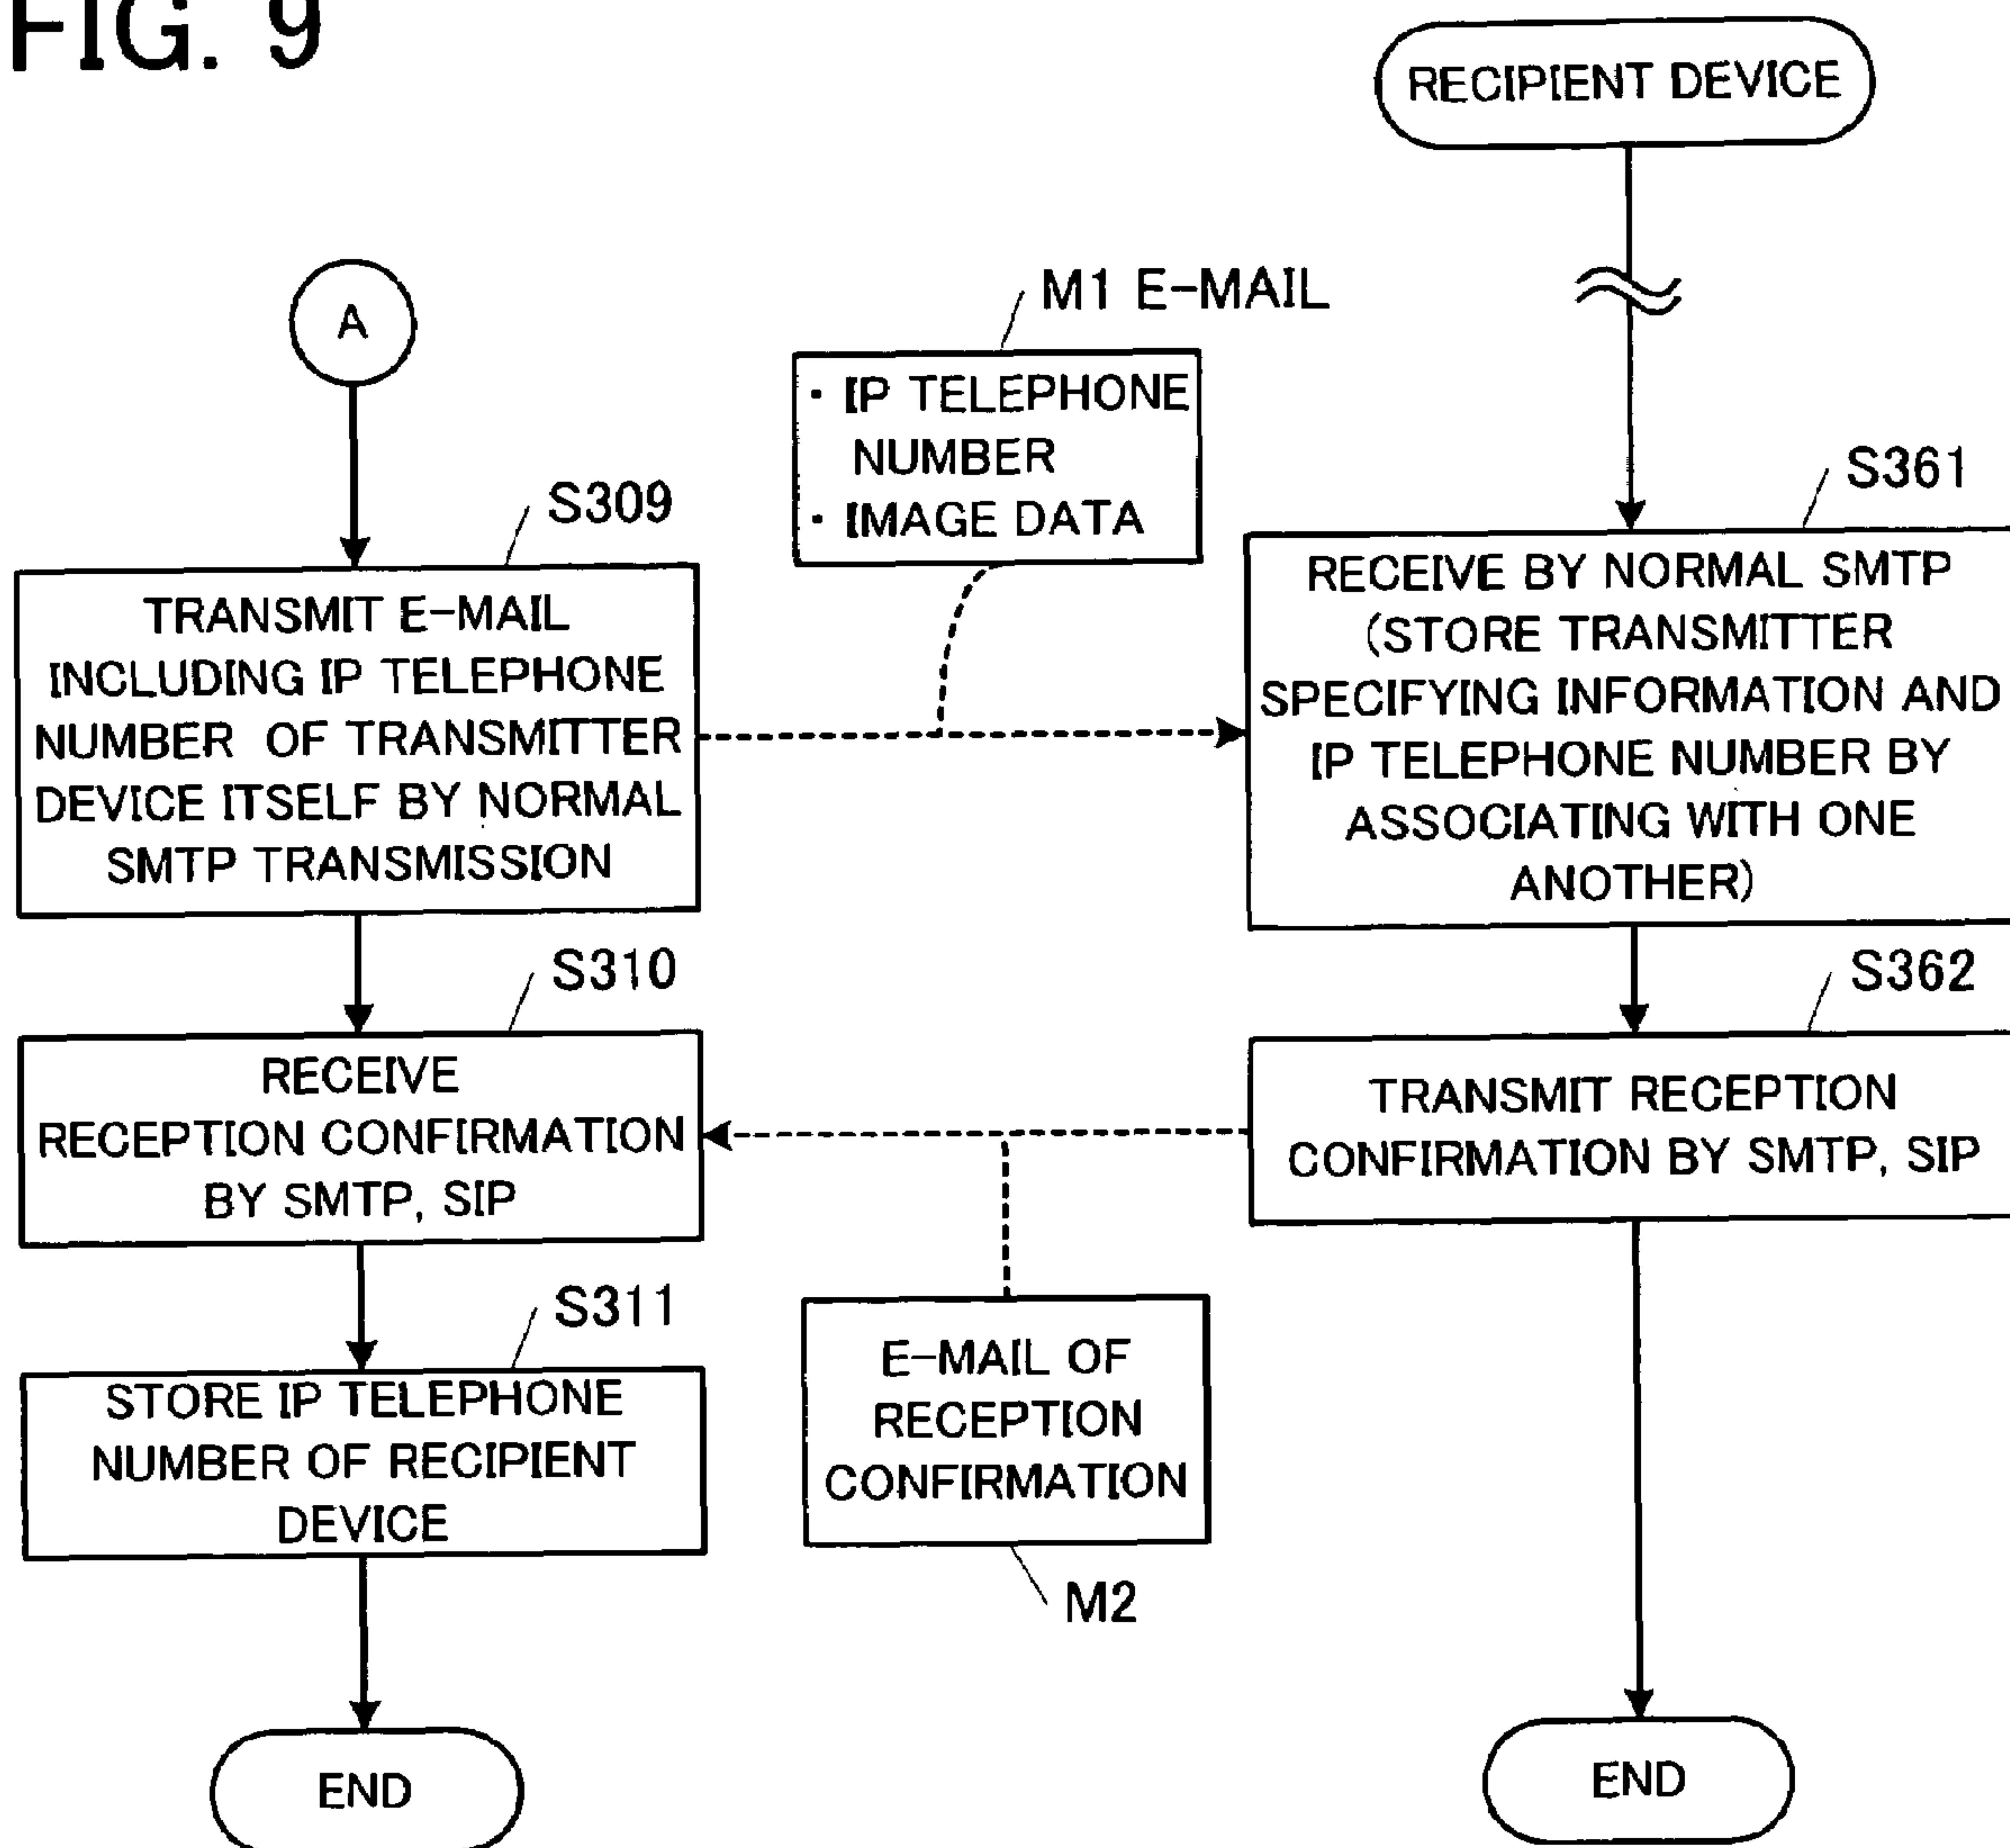 FIG. 9
RECIPIENT DEVICE
A
M1 E-MAIL
· IP TELEPHONE
NUMBER
· IMAGE DATA
S309
TRANSMIT E-MAIL
INCLUDING IP TELEPHONE
NUMBER OF TRANSMITTER
DEVICE ITSELF BY NORMAL
SMTP TRANSMISSION
S361
RECEIVE BY NORMAL SMTP
(STORE TRANSMITTER
SPECIFYING INFORMATION AND
IP TELEPHONE NUMBER BY
ASSOCIATING WITH ONE
ANOTHER)
S310
RECEIVE
RECEPTION CONFIRMATION
BY SMTP, SIP
S362
TRANSMIT RECEPTION
CONFIRMATION BY SMTP, SIP
S311
STORE IP TELEPHONE
NUMBER OF RECIPIENT
DEVICE
E-MAIL OF
RECEPTION
CONFIRMATION
M2
END
END